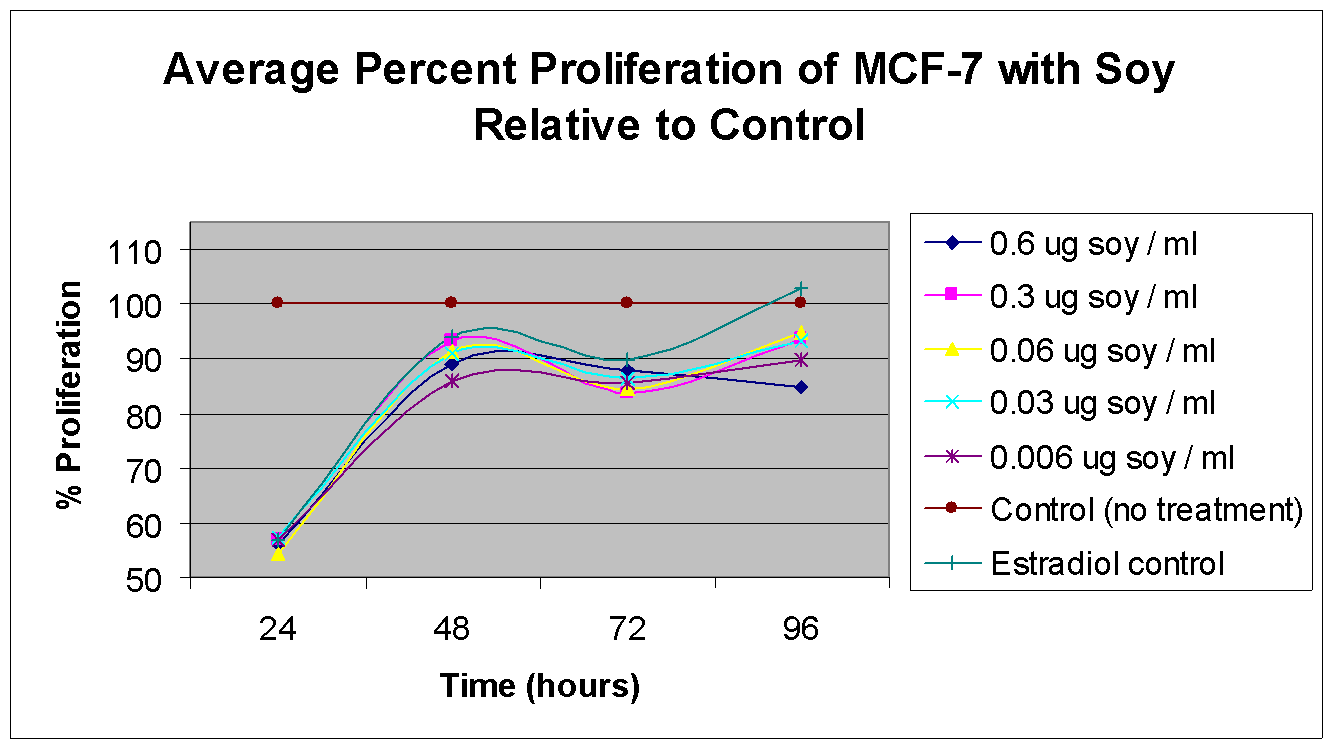 Average Percent Proliferation of MCF-7 with Soy
Relative to Control
% Proliferation
110
100
90
80
70
60
50
24 48 72 96
Time (hours)
0.6 ug soy / ml
0.3 ug soy / ml
0.06 ug soy / ml
0.03 ug soy / ml
0.006 ug soy / ml
Control (no treatment)
Estradiol control